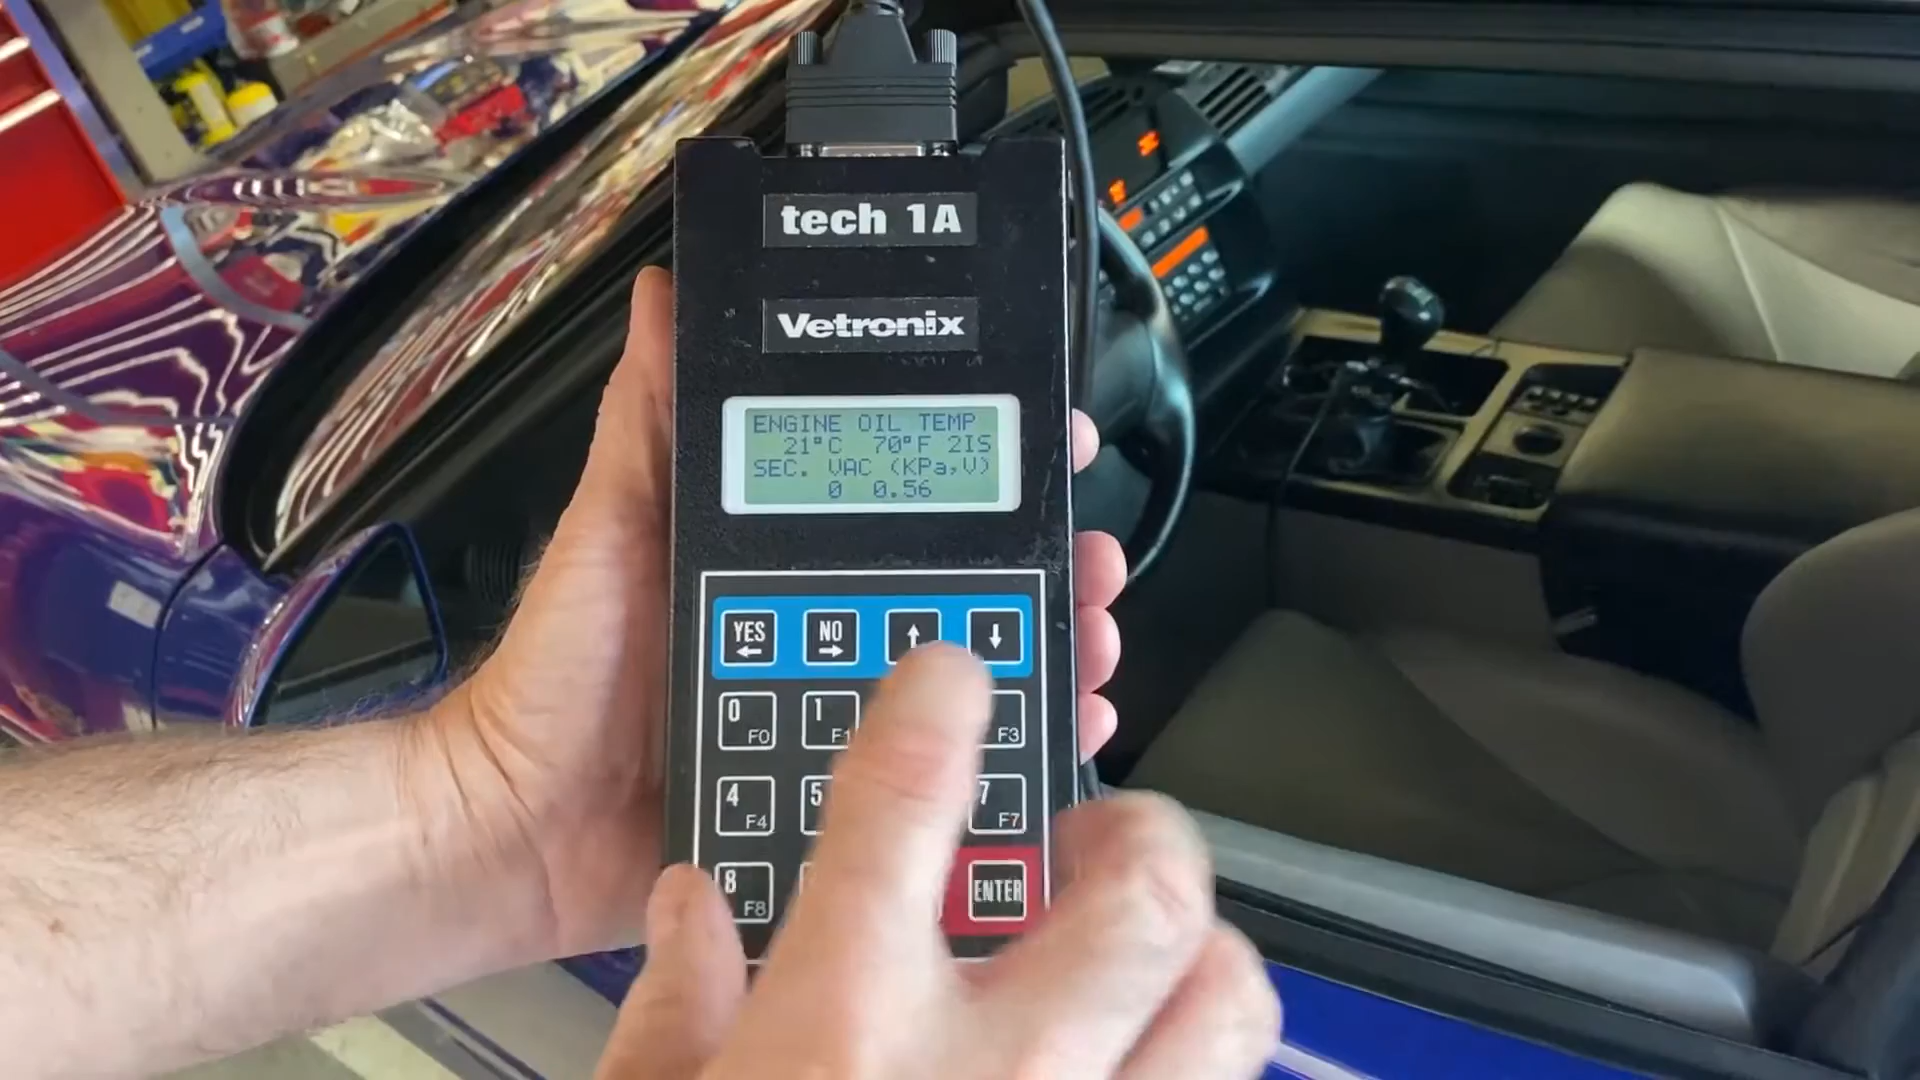 tech 1A
Vetronix
ENGINE OIL TEMP
21°C 70°F 2IS
SEC. VAC (KPa,V)
0 0.56
YES ← NO → ↑ ↓
0 F0 1 F1 F3
4 F4 5 7 F7
8 F8 ENTER